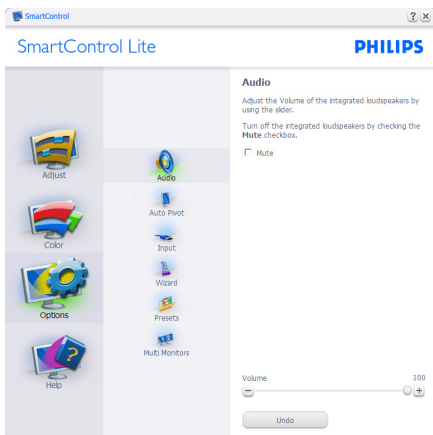 SmartControl
? ×
SmartControl Lite
PHILIPS
Adjust
Color
Options
Help
Audio
Auto Pivot
Input
Wizard
Presets
Multi Monitors
Audio
Adjust the Volume of the integrated loudspeakers by
using the slider.
Turn off the integrated loudspeakers by checking the
Mute checkbox.
Mute
Volume 100
− +
Undo